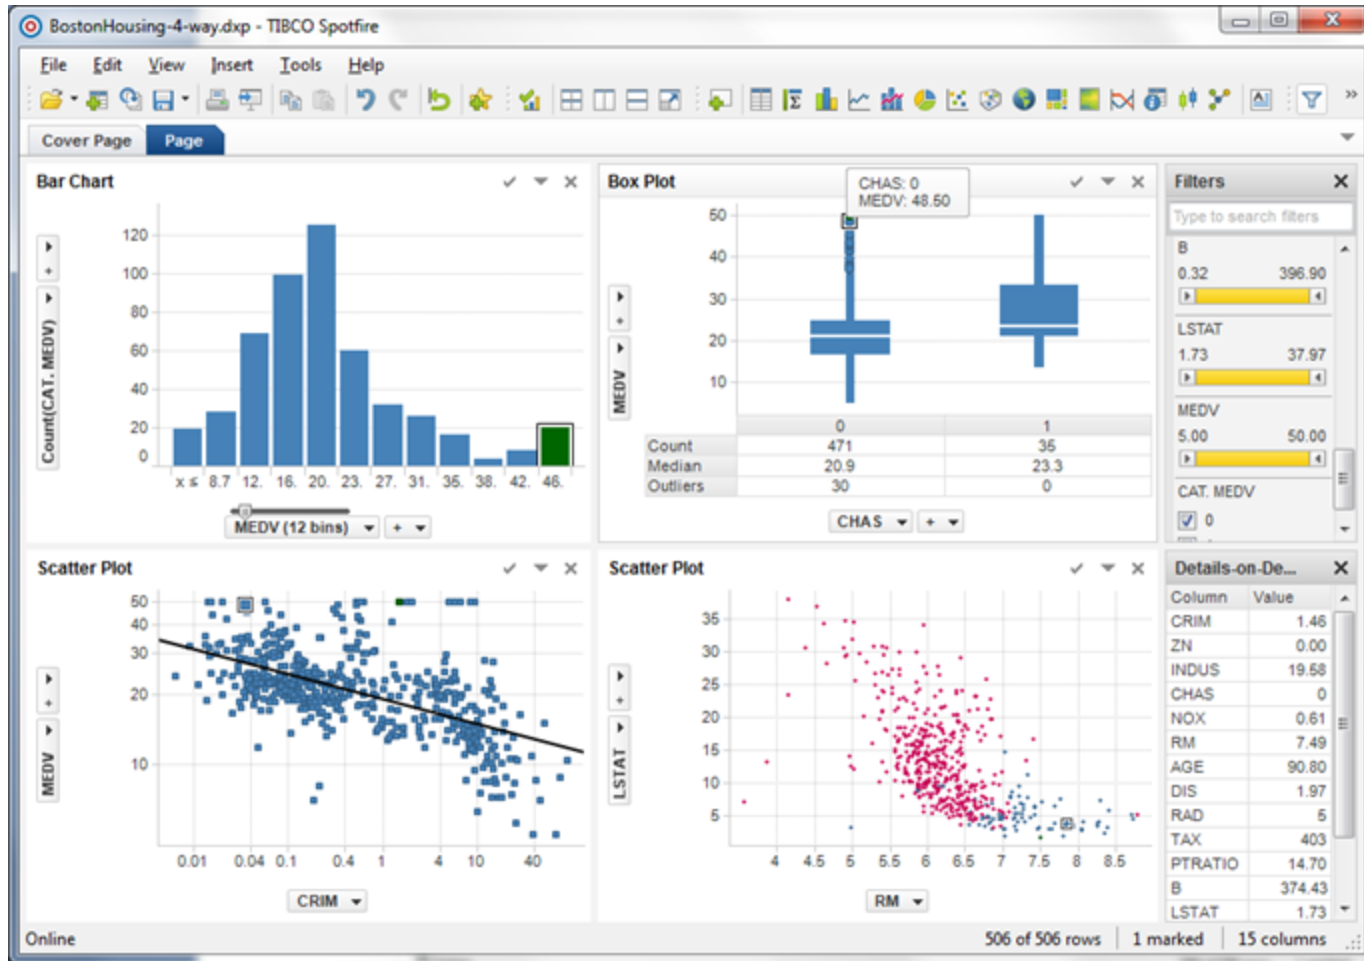 BostonHousing-4-way.dxp - TIBCO Spotfire
File Edit View Insert Tools Help
Cover Page Page
Bar Chart
Count(CAT. MEDV)
120
100
80
60
40
20
0
x ≤ 8.7 12. 16. 20. 23. 27. 31. 35. 38. 42. 46.
MEDV (12 bins) +
Box Plot
CHAS: 0
MEDV: 48.50
MEDV
50
40
30
20
10
0 1
Count 471 35
Median 20.9 23.3
Outliers 30 0
CHAS +
Filters
Type to search filters
B
0.32 396.90
LSTAT
1.73 37.97
MEDV
5.00 50.00
CAT. MEDV
0
Scatter Plot
MEDV
50
40
30
20
10
0.01 0.04 0.1 0.4 1 4 10 40
CRIM
Scatter Plot
LSTAT
35
30
25
20
15
10
5
4 4.5 5 5.5 6 6.5 7 7.5 8 8.5
RM
Details-on-De...
Column Value
CRIM 1.46
ZN 0.00
INDUS 19.58
CHAS 0
NOX 0.61
RM 7.49
AGE 90.80
DIS 1.97
RAD 5
TAX 403
PTRATIO 14.70
B 374.43
LSTAT 1.73
Online
506 of 506 rows 1 marked 15 columns